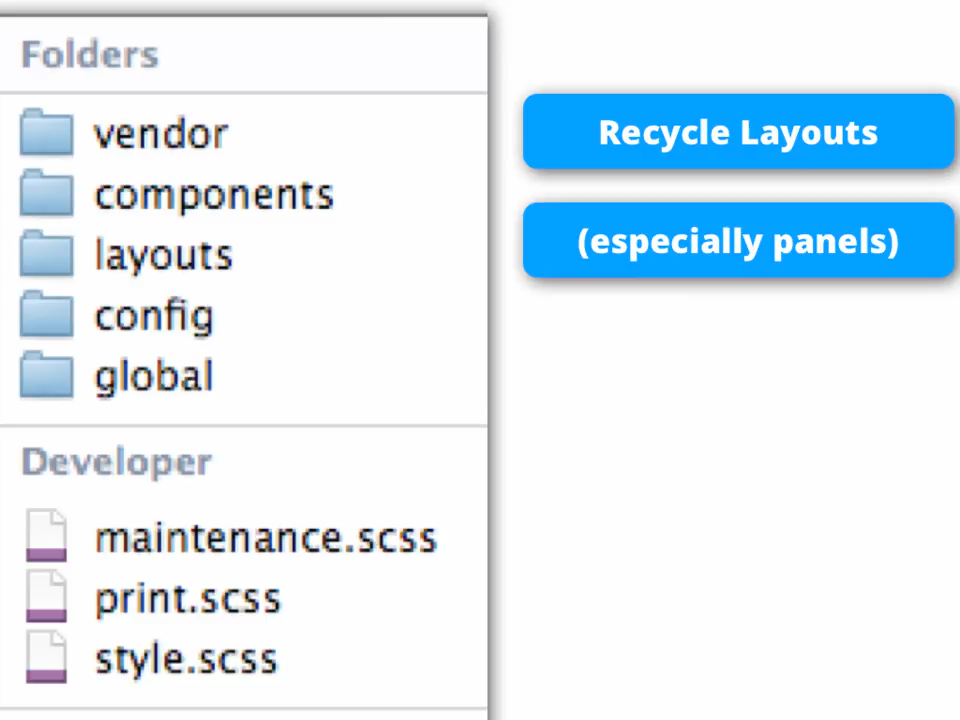 Folders
vendor
components
layouts
config
global
Developer
maintenance.scss
print.scss
style.scss
Recycle Layouts
(especially panels)